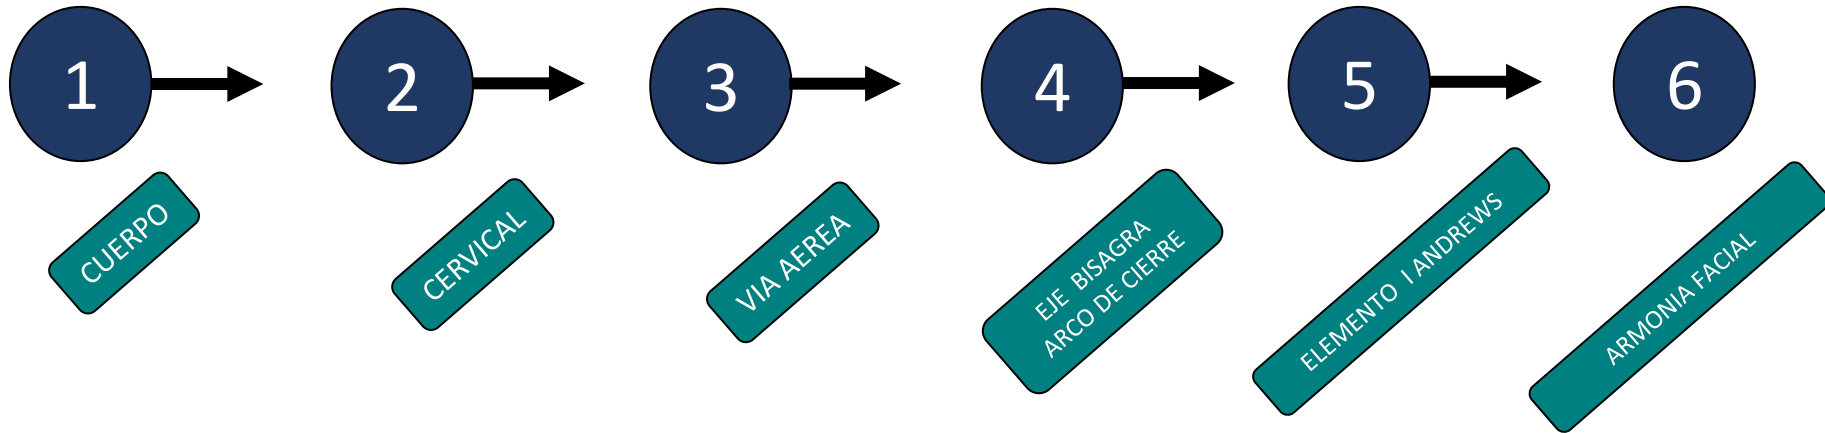 1
2
3
4
5
6
CUERPO
CERVICAL
VIA AEREA
EJE BISAGRA
ARCO DE CIERRE
ELEMENTO I ANDREWS
ARMONIA FACIAL